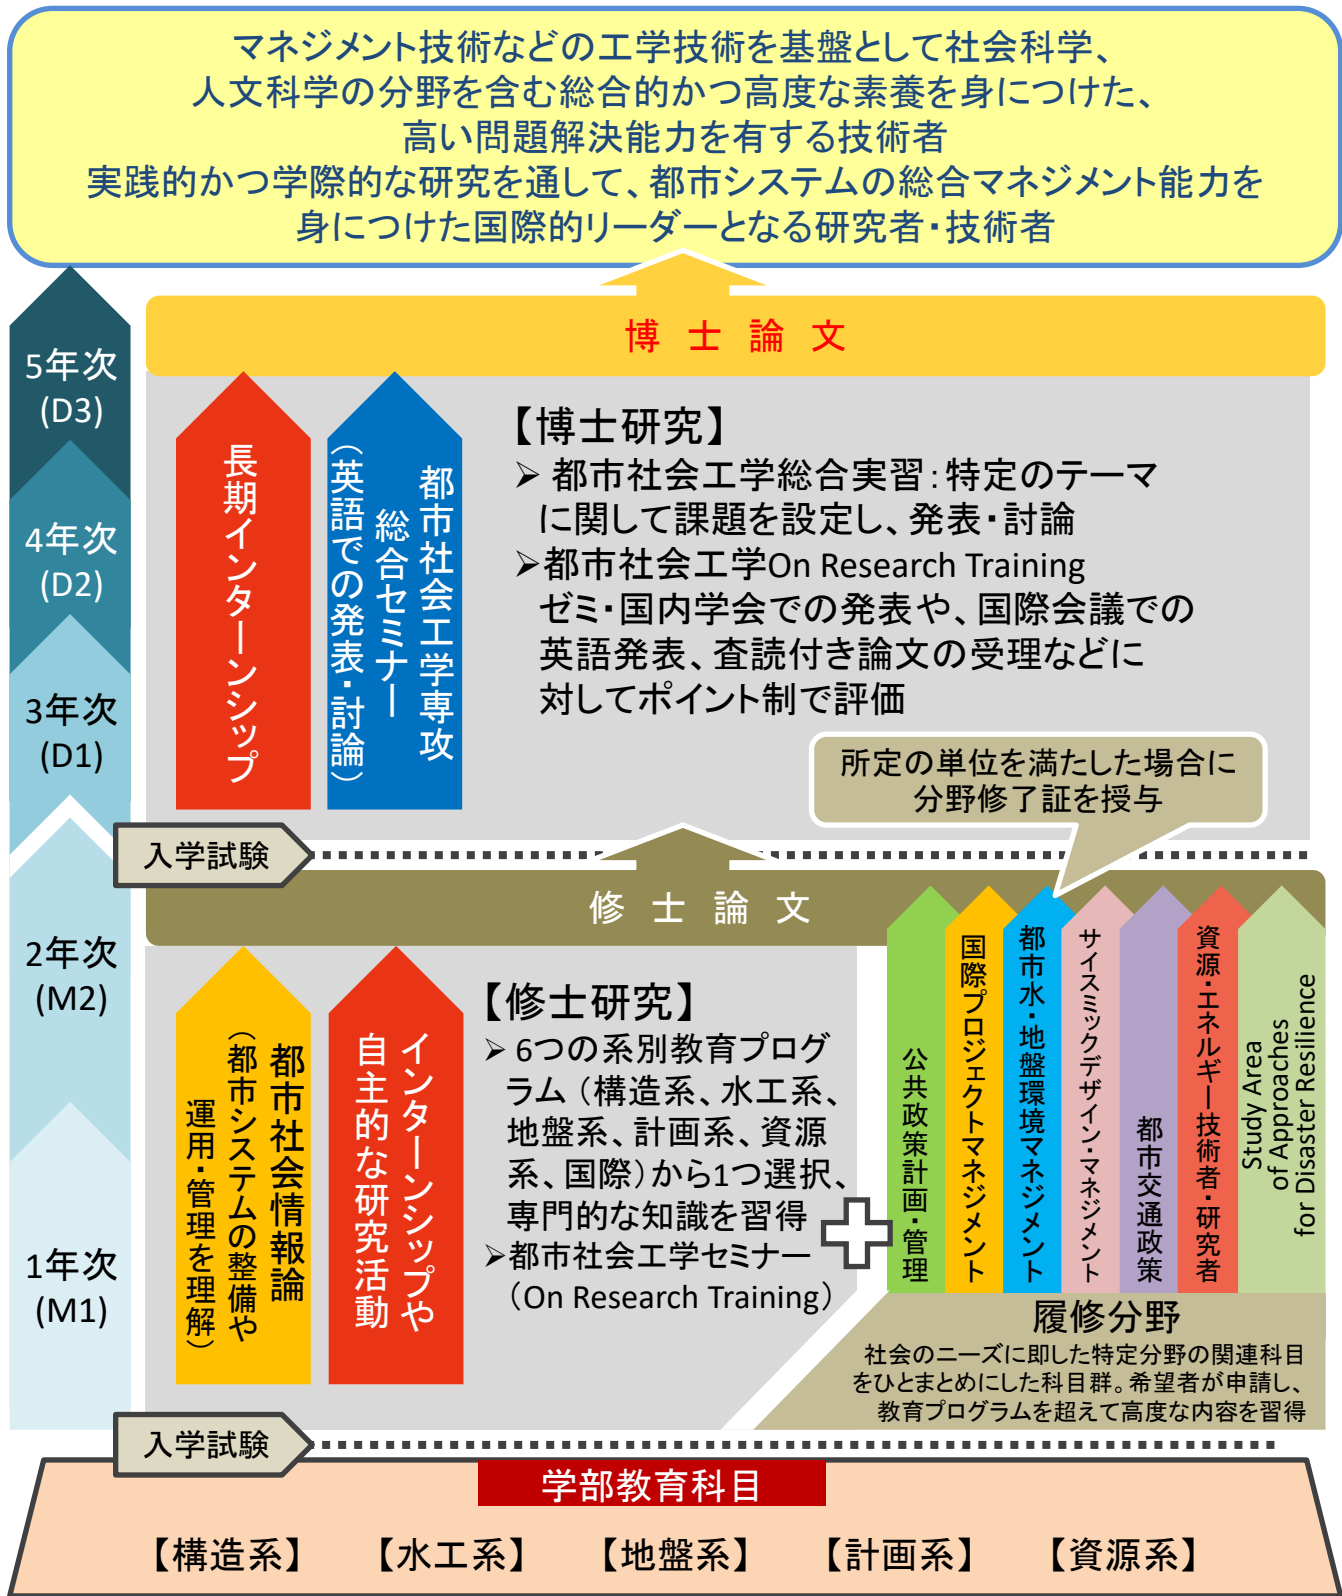 マネジメント技術などの工学技術を基盤として社会科学、
人文科学の分野を含む総合的かつ高度な素養を身につけた、
高い問題解決能力を有する技術者
実践的かつ学際的な研究を通して、都市システムの総合マネジメント能力を
身につけた国際的リーダーとなる研究者・技術者
博士論文
5年次
(D3)
4年次
(D2)
3年次
(D1)
長期インターンシップ
都市社会工学専攻
総合セミナー
（英語での発表・討論）
【博士研究】
➢ 都市社会工学総合実習：特定のテーマ
に関して課題を設定し、発表・討論
➢都市社会工学On Research Training
ゼミ・国内学会での発表や、国際会議での
英語発表、査読付き論文の受理などに
対してポイント制で評価
所定の単位を満たした場合に
分野修了証を授与
入学試験
修士論文
2年次
(M2)
1年次
(M1)
都市社会情報論
（都市システムの整備や
運用・管理を理解）
インターンシップや
自主的な研究活動
【修士研究】
➢ 6つの系別教育プログ
ラム（構造系、水工系、
地盤系、計画系、資源
系、国際）から1つ選択、
専門的な知識を習得
➢都市社会工学セミナー
（On Research Training）
公共政策計画・管理
国際プロジェクトマネジメント
都市水・地盤環境マネジメント
サイスミックデザイン・マネジメント
都市交通政策
資源・エネルギー技術者・研究者
Study Area
of Approaches
for Disaster Resilience
履修分野
社会のニーズに即した特定分野の関連科目
をひとまとめにした科目群。希望者が申請し、
教育プログラムを超えて高度な内容を習得
入学試験
学部教育科目
【構造系】 【水工系】 【地盤系】 【計画系】 【資源系】